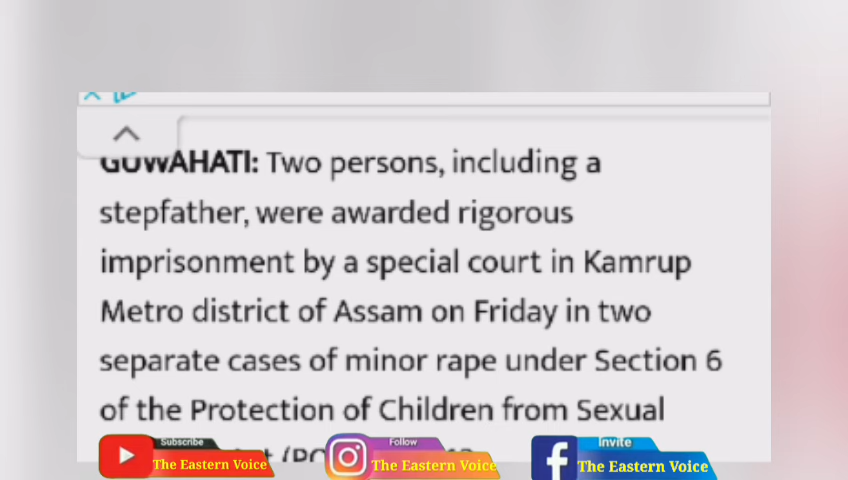 GUWAHATI: Two persons, including a
stepfather, were awarded rigorous
imprisonment by a special court in Kamrup
Metro district of Assam on Friday in two
separate cases of minor rape under Section 6
of the Protection of Children from Sexual
Subscribe
The Eastern Voice
Follow
The Eastern Voice
Invite
The Eastern Voice